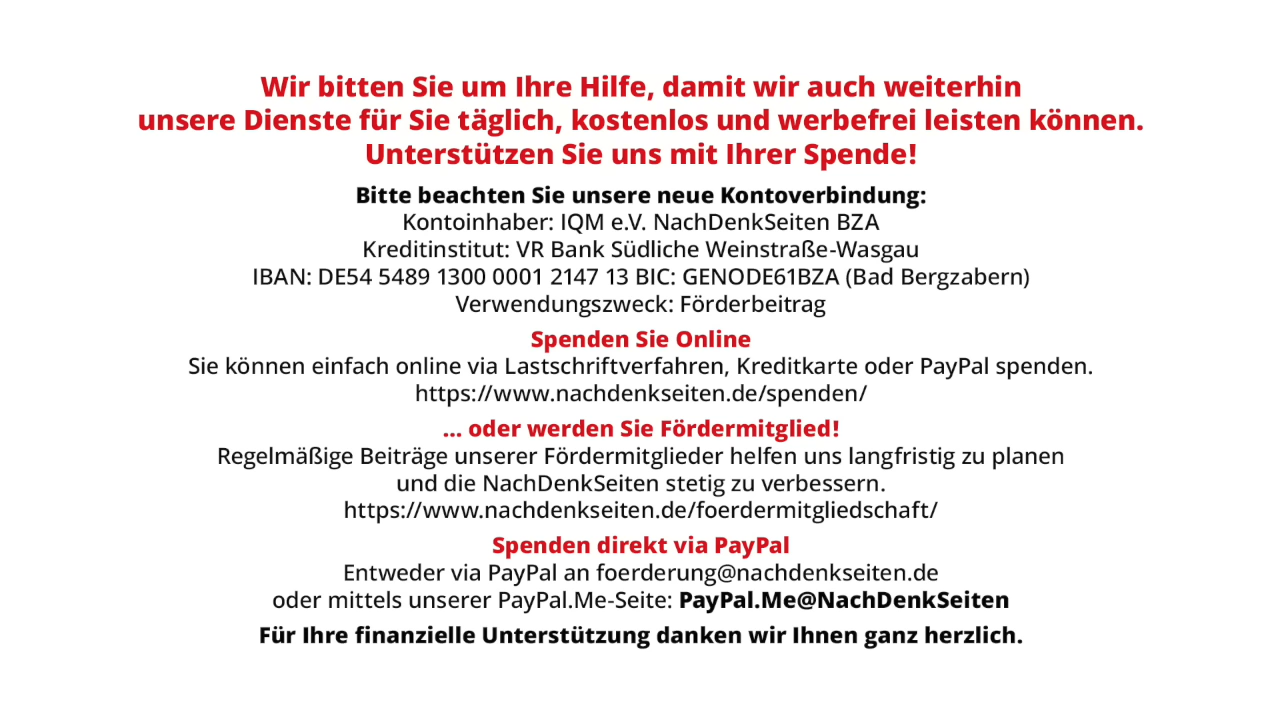 Wir bitten Sie um Ihre Hilfe, damit wir auch weiterhin
unsere Dienste für Sie täglich, kostenlos und werbefrei leisten können.
Unterstützen Sie uns mit Ihrer Spende!
Bitte beachten Sie unsere neue Kontoverbindung:
Kontoinhaber: IQM e.V. NachDenkSeiten BZA
Kreditinstitut: VR Bank Südliche Weinstraße-Wasgau
IBAN: DE54 5489 1300 0001 2147 13 BIC: GENODE61BZA (Bad Bergzabern)
Verwendungszweck: Förderbeitrag
Spenden Sie Online
Sie können einfach online via Lastschriftverfahren, Kreditkarte oder PayPal spenden.
https://www.nachdenkseiten.de/spenden/
... oder werden Sie Fördermitglied!
Regelmäßige Beiträge unserer Fördermitglieder helfen uns langfristig zu planen
und die NachDenkSeiten stetig zu verbessern.
https://www.nachdenkseiten.de/foerdermitgliedschaft/
Spenden direkt via PayPal
Entweder via PayPal an foerderung@nachdenkseiten.de
oder mittels unserer PayPal.Me-Seite: PayPal.Me@NachDenkSeiten
Für Ihre finanzielle Unterstützung danken wir Ihnen ganz herzlich.